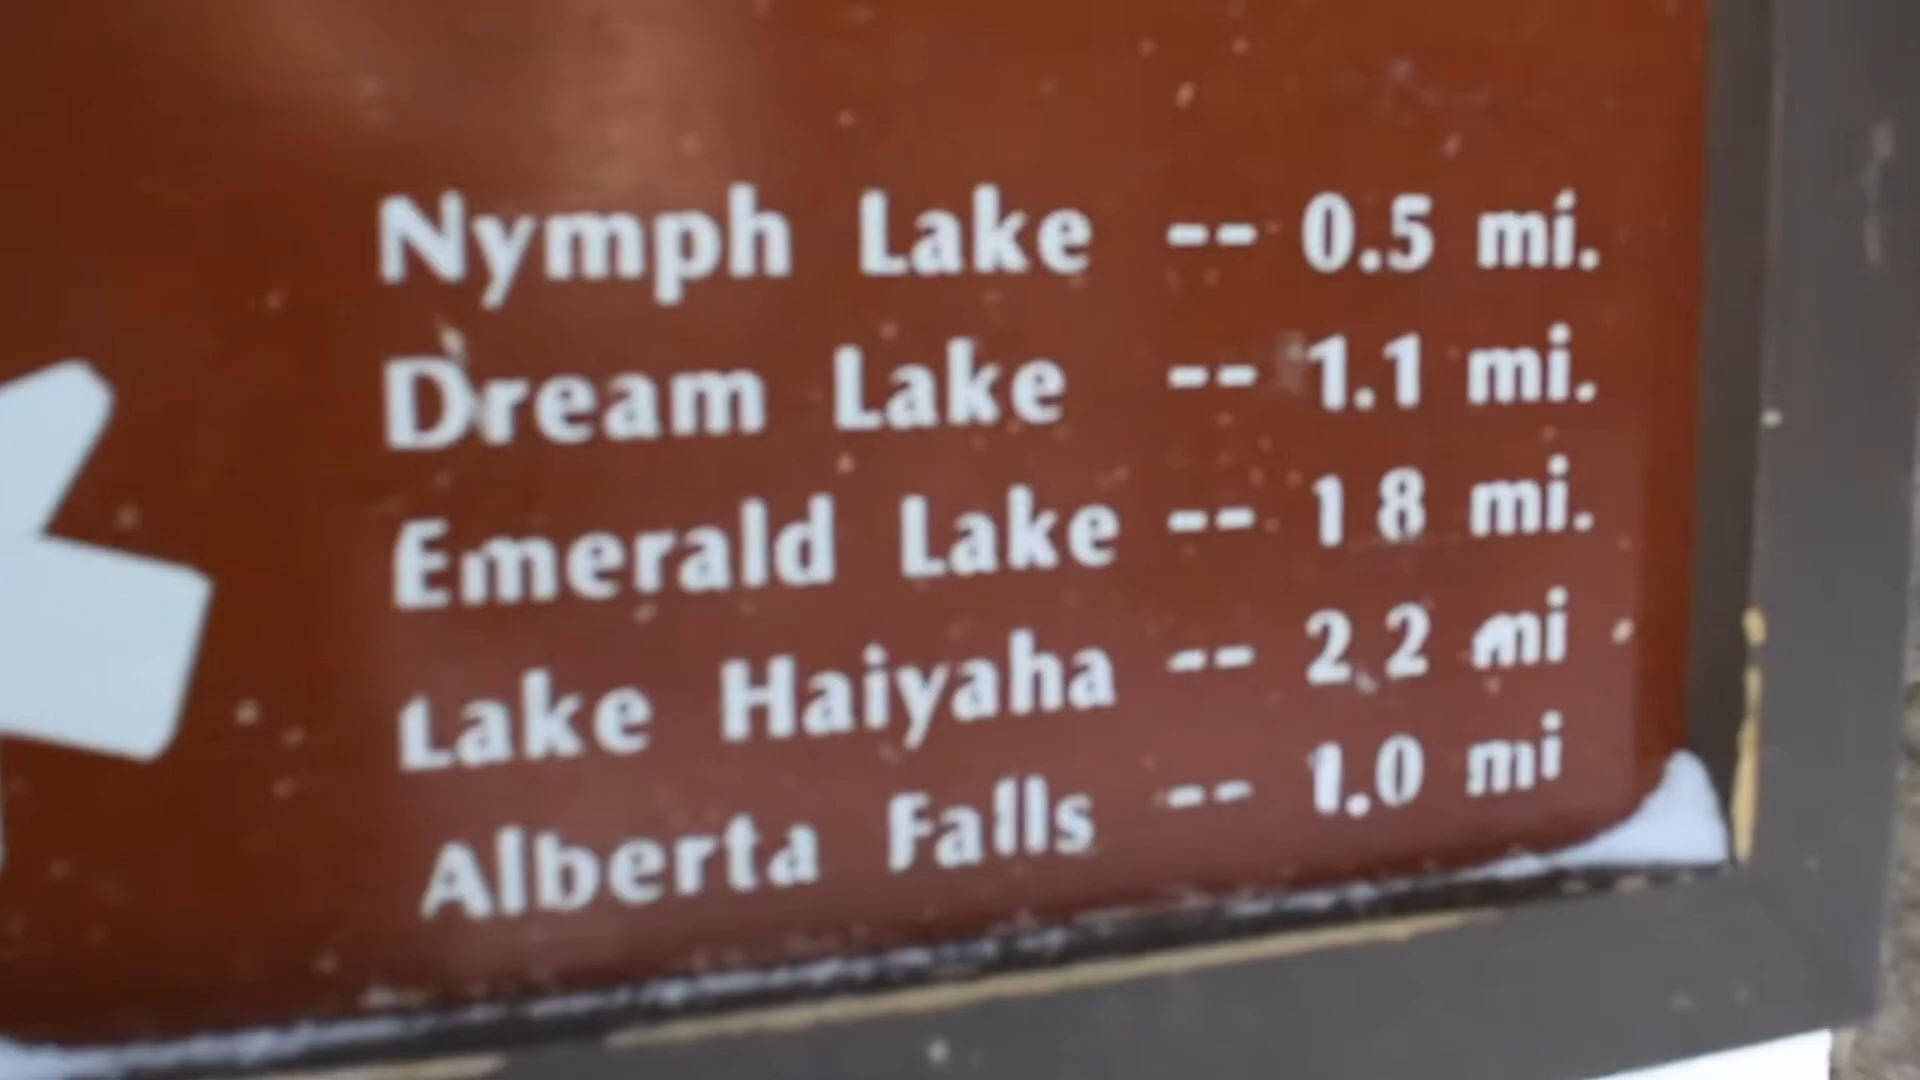 Nymph Lake -- 0.5 mi.
Dream Lake -- 1.1 mi.
Emerald Lake -- 1 8 mi.
Lake Haiyaha -- 2 2 mi
Alberta Falls -- 1.0 mi